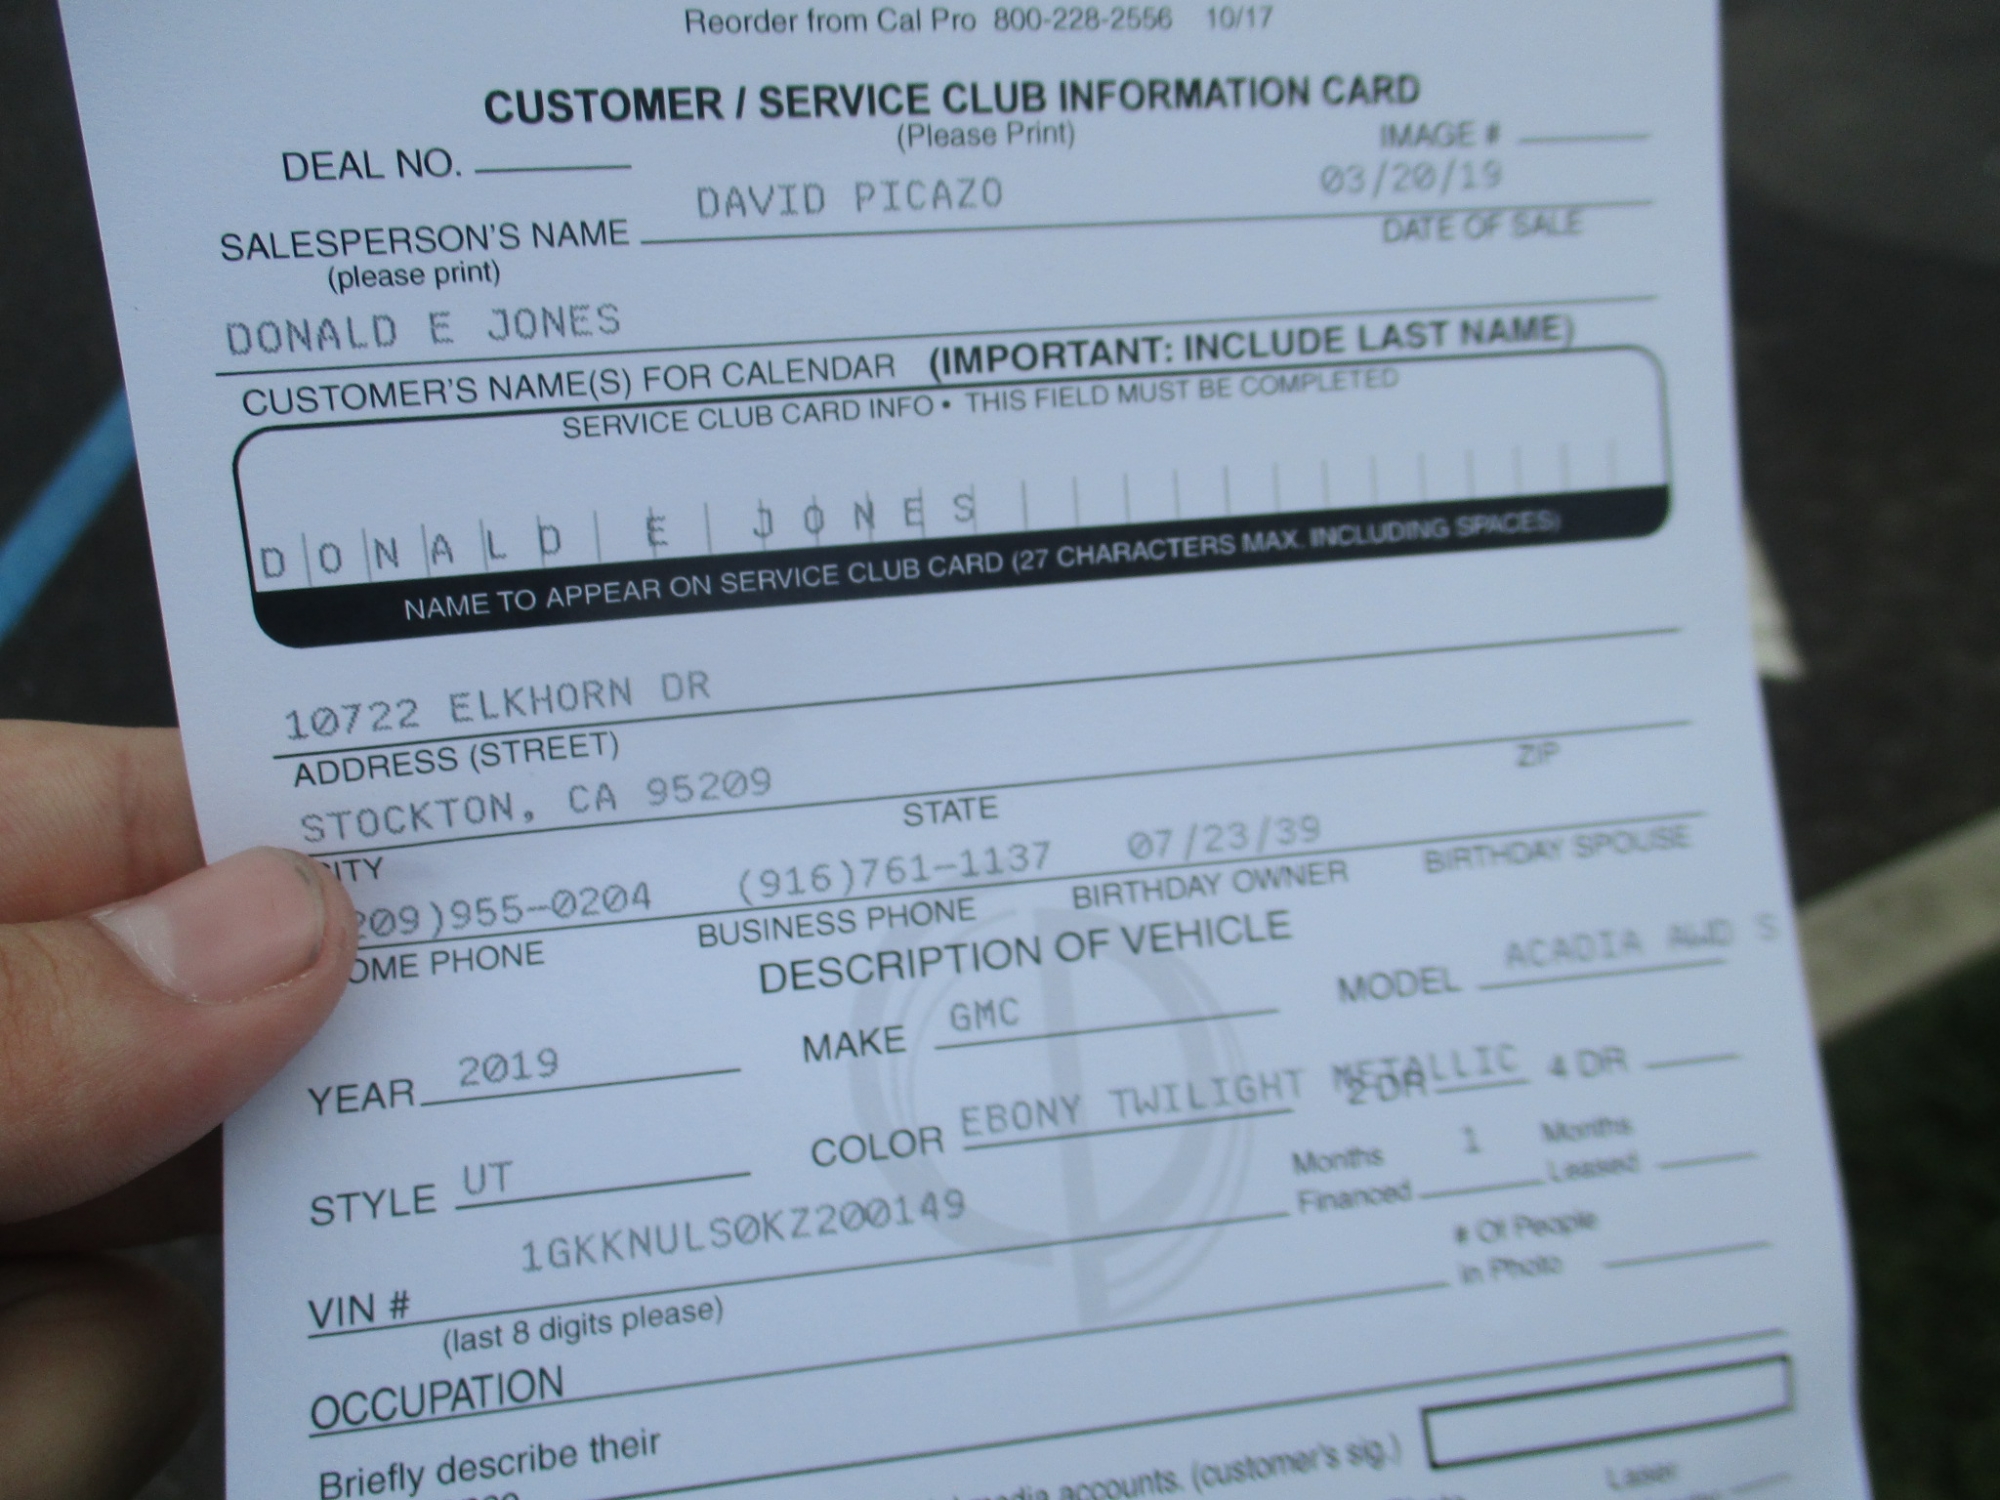 Reorder from Cal Pro 800-228-2556 10/17
CUSTOMER / SERVICE CLUB INFORMATION CARD
(Please Print)
DEAL NO. IMAGE #
DAVID PICAZO 03/20/19
SALESPERSON'S NAME DATE OF SALE
(please print)
DONALD E JONES
CUSTOMER'S NAME(S) FOR CALENDAR (IMPORTANT: INCLUDE LAST NAME)
SERVICE CLUB CARD INFO • THIS FIELD MUST BE COMPLETED
DONALD E JONES
NAME TO APPEAR ON SERVICE CLUB CARD (27 CHARACTERS MAX. INCLUDING SPACES)
10722 ELKHORN DR
ADDRESS (STREET)
STOCKTON, CA 95209
CITY STATE ZIP
209)955-0204 (916)761-1137 07/23/39
OME PHONE BUSINESS PHONE BIRTHDAY OWNER BIRTHDAY SPOUSE
DESCRIPTION OF VEHICLE
YEAR 2019 MAKE GMC MODEL ACADIA AWD S
STYLE UT COLOR EBONY TWILIGHT METALLIC 2 DR 4 DR
1GKKNULS0KZ200149 Months Financed 1 Months Leased
VIN #
(last 8 digits please) # Of People in Photo
OCCUPATION
Briefly describe their
media accounts. (customer's sig.)
Laser